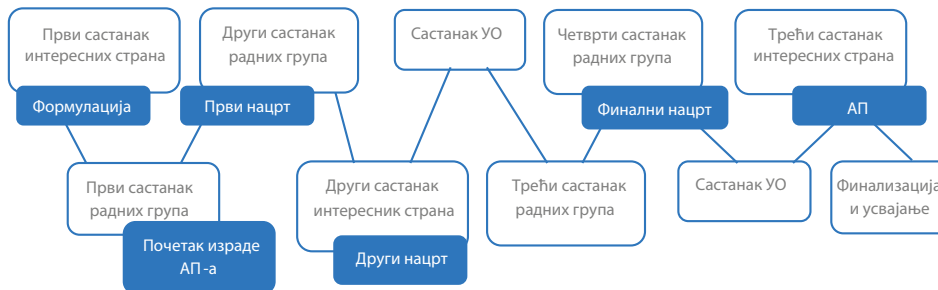 Први састанак
интересних страна
Формулација
Први састанак
радних група
Почетак израде
АП -а
Други састанак
радних група
Први нацрт
Други састанак
интересник страна
Други нацрт
Састанак УО
Трећи састанак
радних група
Четврти састанак
радних група
Финални нацрт
Састанак УО
Трећи састанак
интересних страна
АП
Финализација
и усвајање